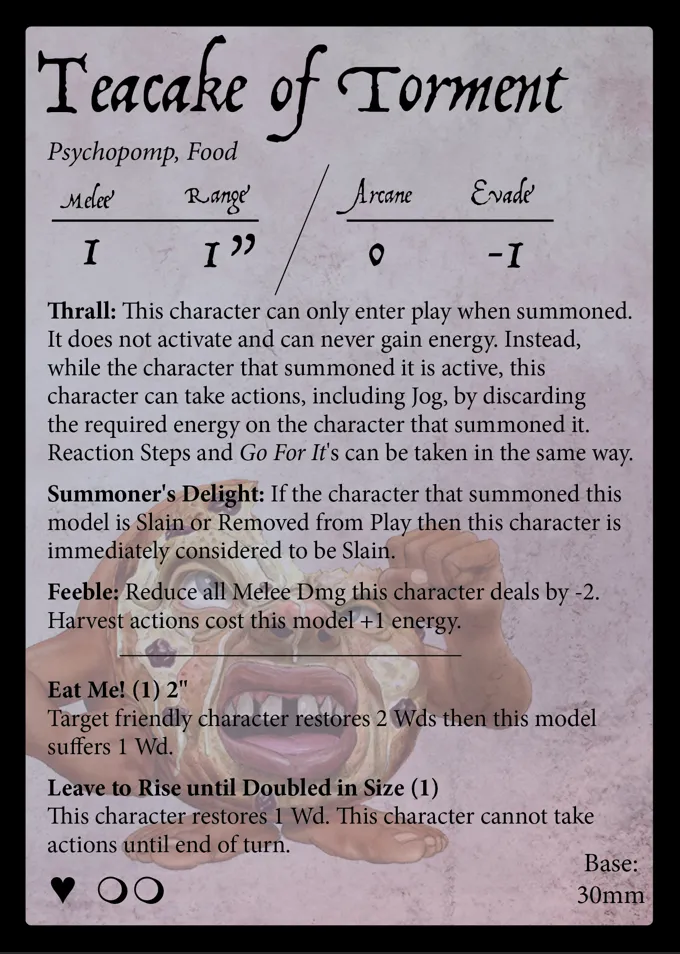 Teacake of Torment
Psychopomp, Food
Melee Range Arcane Evade
1 1” 0 -1
Thrall: This character can only enter play when summoned.
It does not activate and can never gain energy. Instead,
while the character that summoned it is active, this
character can take actions, including Jog, by discarding
the required energy on the character that summoned it.
Reaction Steps and Go For It's can be taken in the same way.
Summoner's Delight: If the character that summoned this
model is Slain or Removed from Play then this character is
immediately considered to be Slain.
Feeble: Reduce all Melee Dmg this character deals by -2.
Harvest actions cost this model +1 energy.
Eat Me! (1) 2"
Target friendly character restores 2 Wds then this model
suffers 1 Wd.
Leave to Rise until Doubled in Size (1)
This character restores 1 Wd. This character cannot take
actions until end of turn.
Base:
30mm